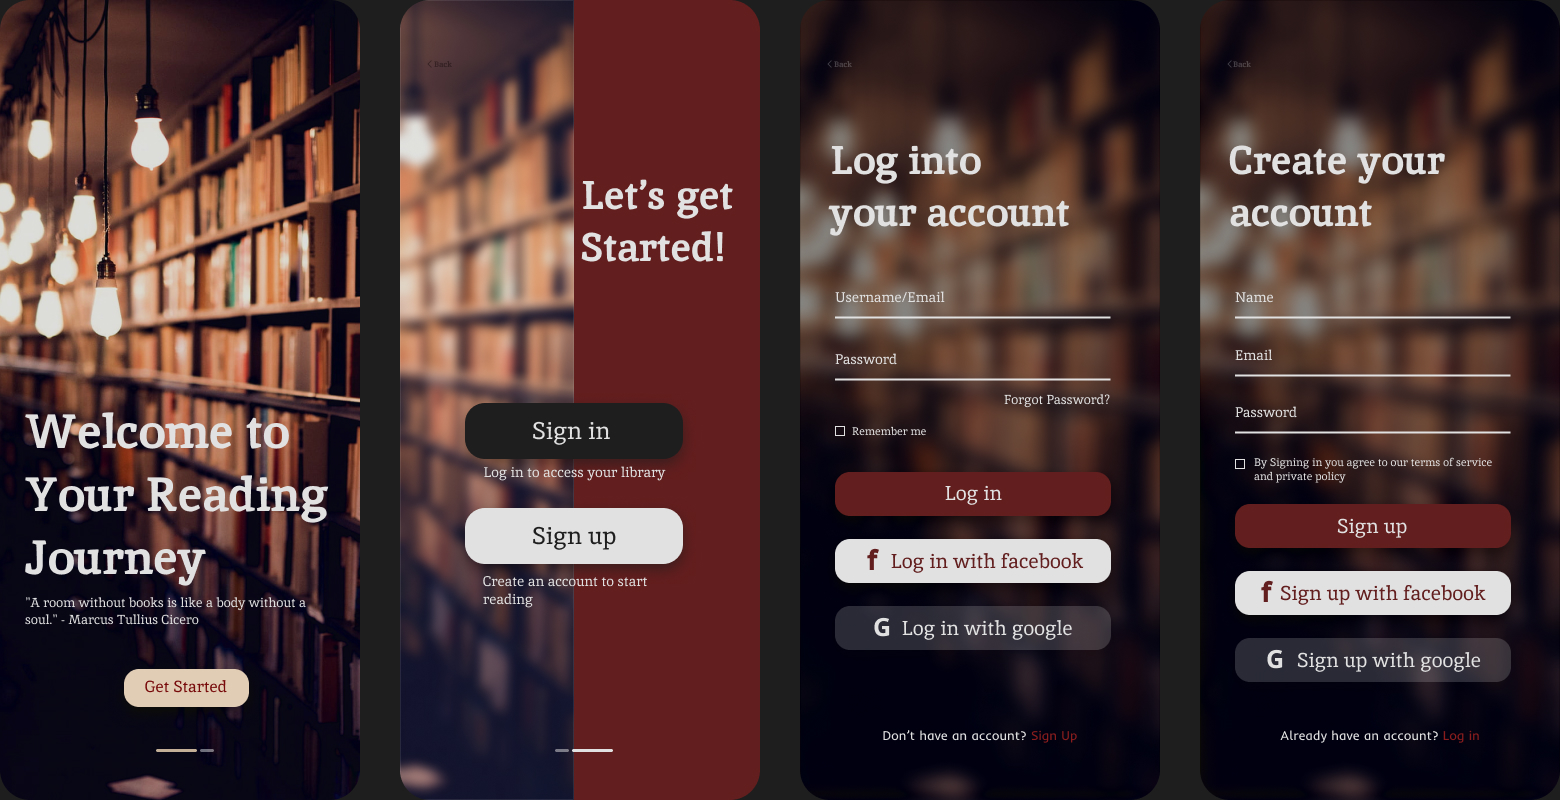 Welcome to
Your Reading
Journey
"A room without books is like a body without a
soul." - Marcus Tullius Cicero
Get Started
Back
Let's get
Started!
Sign in
Log in to access your library
Sign up
Create an account to start
reading
Back
Log into
your account
Username/Email
Password
Forgot Password?
Remember me
Log in
f Log in with facebook
G Log in with google
Don't have an account? Sign Up
Back
Create your
account
Name
Email
Password
By Signing in you agree to our terms of service
and private policy
Sign up
f Sign up with facebook
G Sign up with google
Already have an account? Log in